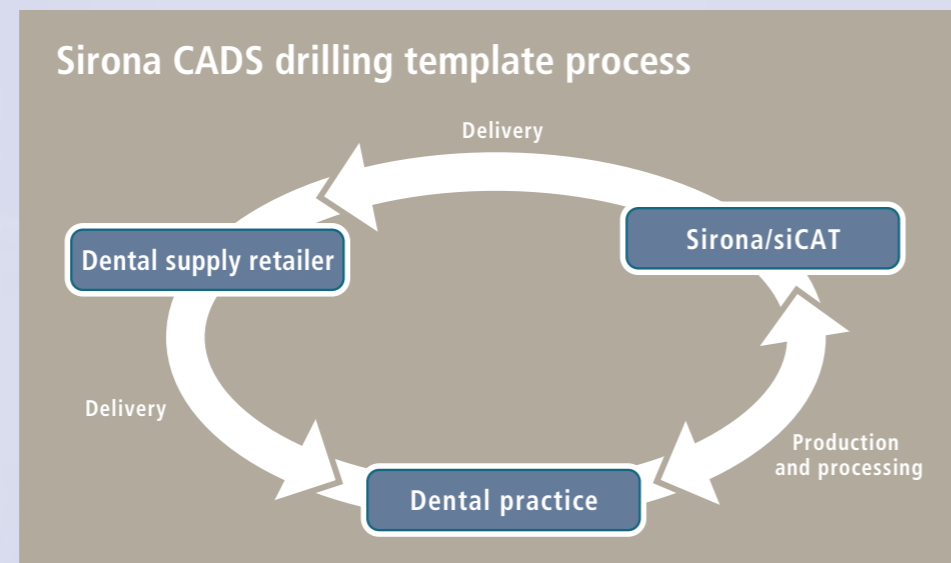 Sirona CADS drilling template process
Delivery
Sirona/siCAT
Dental supply retailer
Delivery
Production
and processing
Dental practice